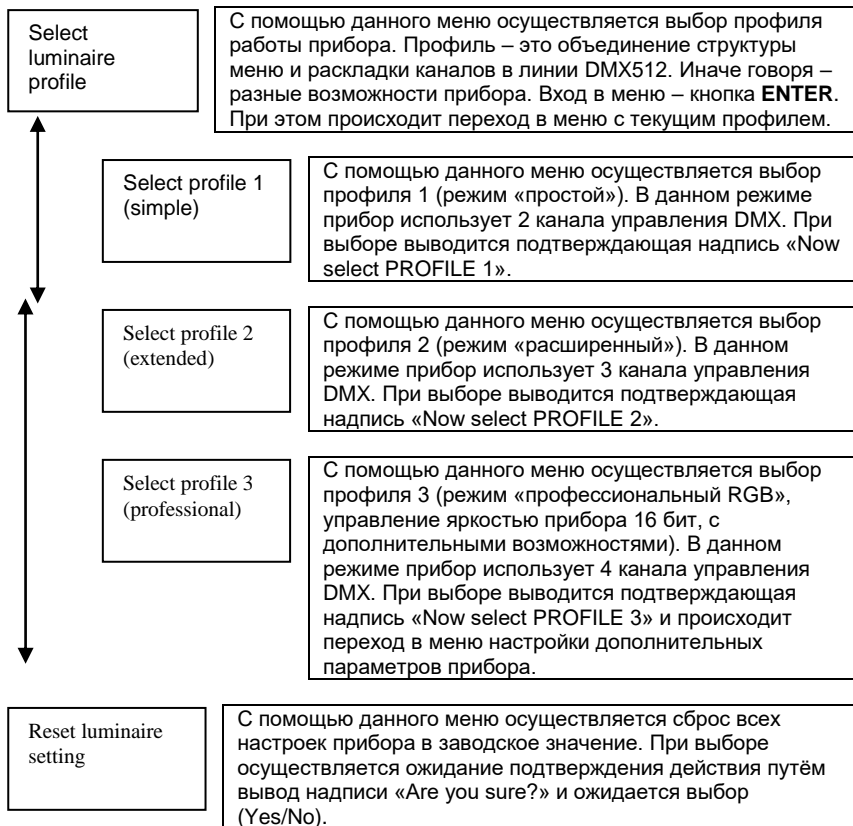 Select
luminaire
profile
С помощью данного меню осуществляется выбор профиля
работы прибора. Профиль – это объединение структуры
меню и раскладки каналов в линии DMX512. Иначе говоря –
разные возможности прибора. Вход в меню – кнопка ENTER.
При этом происходит переход в меню с текущим профилем.
Select profile 1
(simple)
С помощью данного меню осуществляется выбор
профиля 1 (режим «простой»). В данном режиме
прибор использует 2 канала управления DMX. При
выборе выводится подтверждающая надпись «Now
select PROFILE 1».
Select profile 2
(extended)
С помощью данного меню осуществляется выбор
профиля 2 (режим «расширенный»). В данном
режиме прибор использует 3 канала управления
DMX. При выборе выводится подтверждающая
надпись «Now select PROFILE 2».
Select profile 3
(professional)
С помощью данного меню осуществляется выбор
профиля 3 (режим «профессиональный RGB»,
управление яркостью прибора 16 бит, с
дополнительными возможностями). В данном
режиме прибор использует 4 канала управления
DMX. При выборе выводится подтверждающая
надпись «Now select PROFILE 3» и происходит
переход в меню настройки дополнительных
параметров прибора.
Reset luminaire
setting
С помощью данного меню осуществляется сброс всех
настроек прибора в заводское значение. При выборе
осуществляется ожидание подтверждения действия путём
вывод надписи «Are you sure?» и ожидается выбор
(Yes/No).